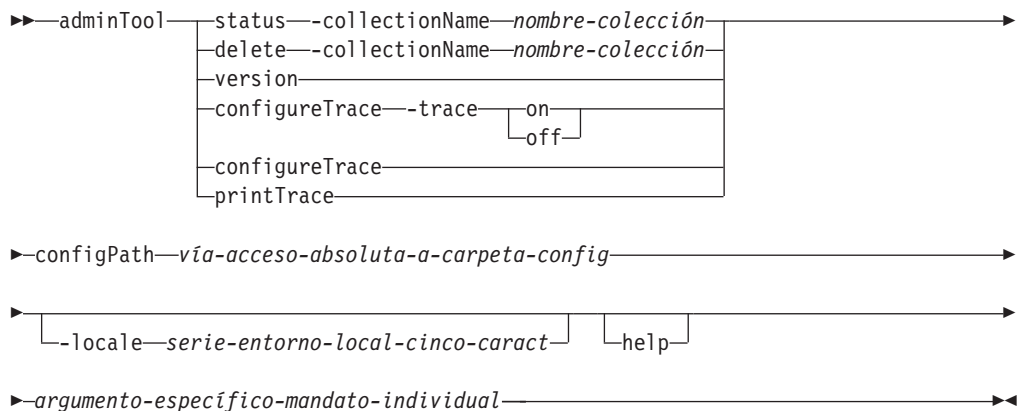 adminTool status -collectionName nombre-colección
delete -collectionName nombre-colección
version
configureTrace -trace on
off
configureTrace
printTrace
configPath vía-acceso-absoluta-a-carpeta-config
-locale serie-entorno-local-cinco-caract help
argumento-específico-mandato-individual